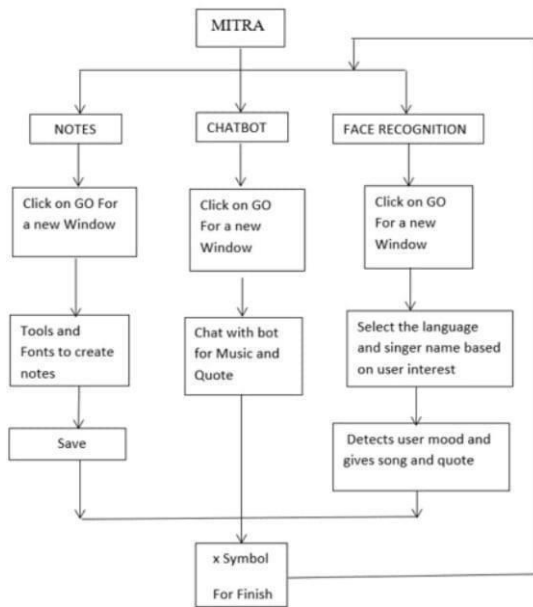 MITRA
NOTES
CHATBOT
FACE RECOGNITION
Click on GO For
a new Window
Click on GO
For a new
Window
Click on GO
For a new
Window
Tools and
Fonts to create
notes
Chat with bot
for Music and
Quote
Select the language
and singer name based
on user interest
Save
Detects user mood and
gives song and quote
x Symbol
For Finish